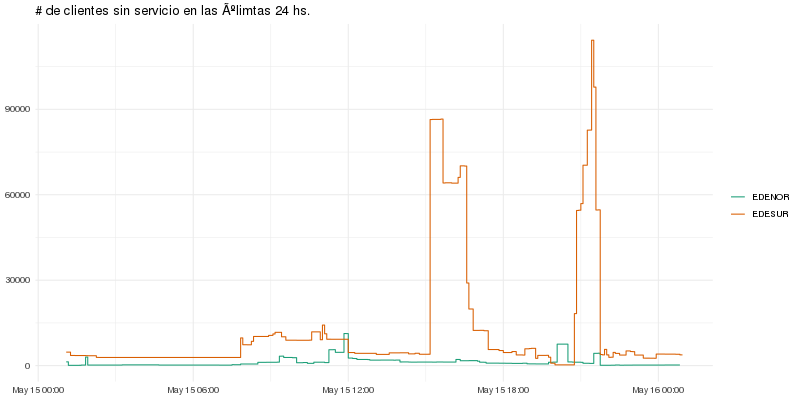 # de clientes sin servicio en las Ãºlimtas 24 hs.
90000
60000
30000
0
May 15 00:00
May 15 06:00
May 15 12:00
May 15 18:00
May 16 00:00
EDENOR
EDESUR